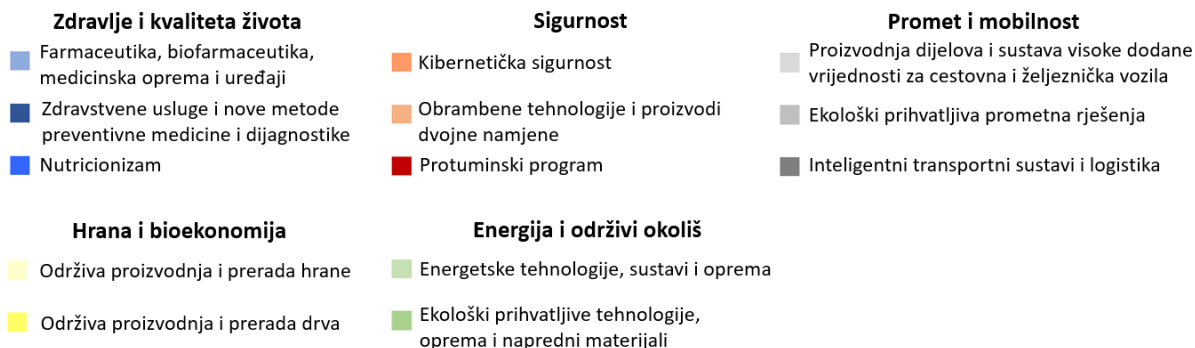 Zdravlje i kvaliteta života
Farmaceutika, biofarmaceutika,
medicinska oprema i uređaji
Zdravstvene usluge i nove metode
preventivne medicine i dijagnostike
Nutricionizam
Sigurnost
Kibernetička sigurnost
Obrambene tehnologije i proizvodi
dvojne namjene
Protuminski program
Promet i mobilnost
Proizvodnja dijelova i sustava visoke dodane
vrijednosti za cestovna i željeznička vozila
Ekološki prihvatljiva prometna rješenja
Inteligentni transportni sustavi i logistika
Hrana i bioekonomija
Održiva proizvodnja i prerada hrane
Održiva proizvodnja i prerada drva
Energija i održivi okoliš
Energetske tehnologije, sustavi i oprema
Ekološki prihvatljive tehnologije,
oprema i napredni materijali